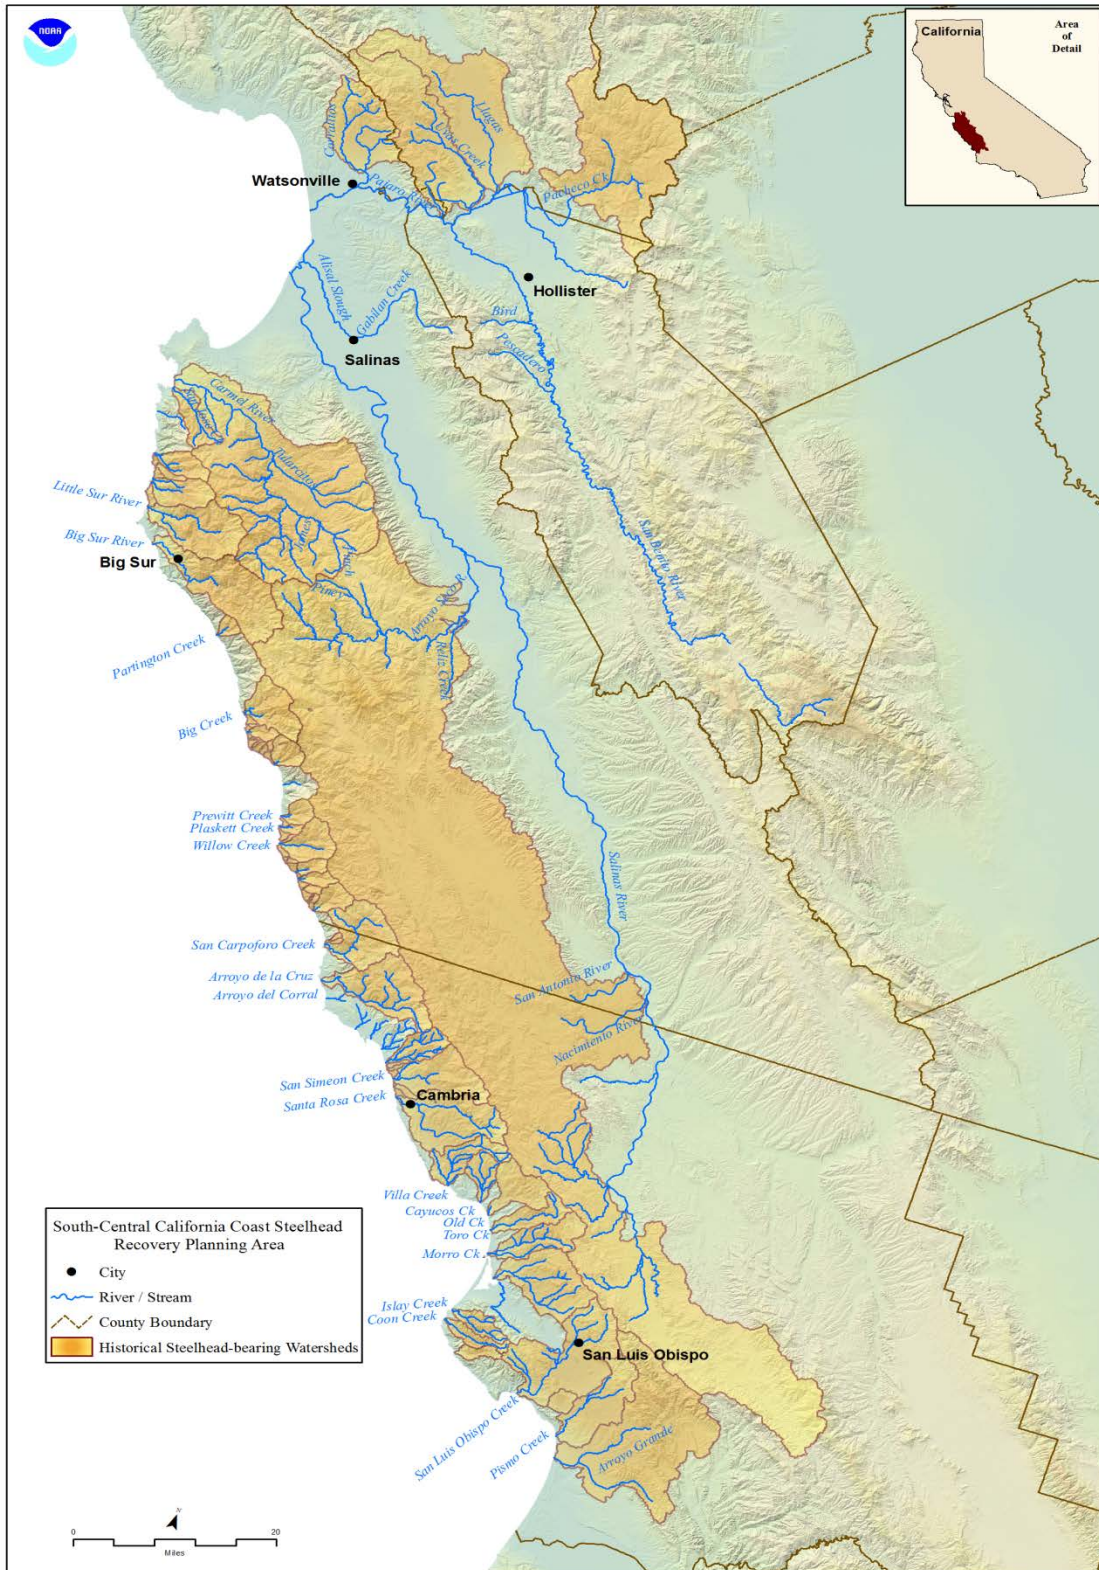 NOAA
California
Area
of
Detail
Corralitos
Uvas Creek
Llagas
Watsonville
Pajaro River
Pacheco Ck
Hollister
Alisal Slough
Gabilan Creek
Bird
Pescadero
Salinas
Carmel River
San Jose Ck
Tularcitos
Little Sur River
Big Sur River
Big Sur
Piney
Arroyo Seco R.
Reliz Creek
San Benito River
Partington Creek
Big Creek
Prewitt Creek
Plaskett Creek
Willow Creek
Salinas River
San Carpoforo Creek
Arroyo de la Cruz
Arroyo del Corral
San Antonio River
Nacimiento River
San Simeon Creek
Santa Rosa Creek
Cambria
Villa Creek
Cayucos Ck
Old Ck
Toro Ck
Morro Ck
Islay Creek
Coon Creek
San Luis Obispo
San Luis Obispo Creek
Pismo Creek
Arroyo Grande
South-Central California Coast Steelhead
Recovery Planning Area
City
River / Stream
County Boundary
Historical Steelhead-bearing Watersheds
N
0
20
Miles